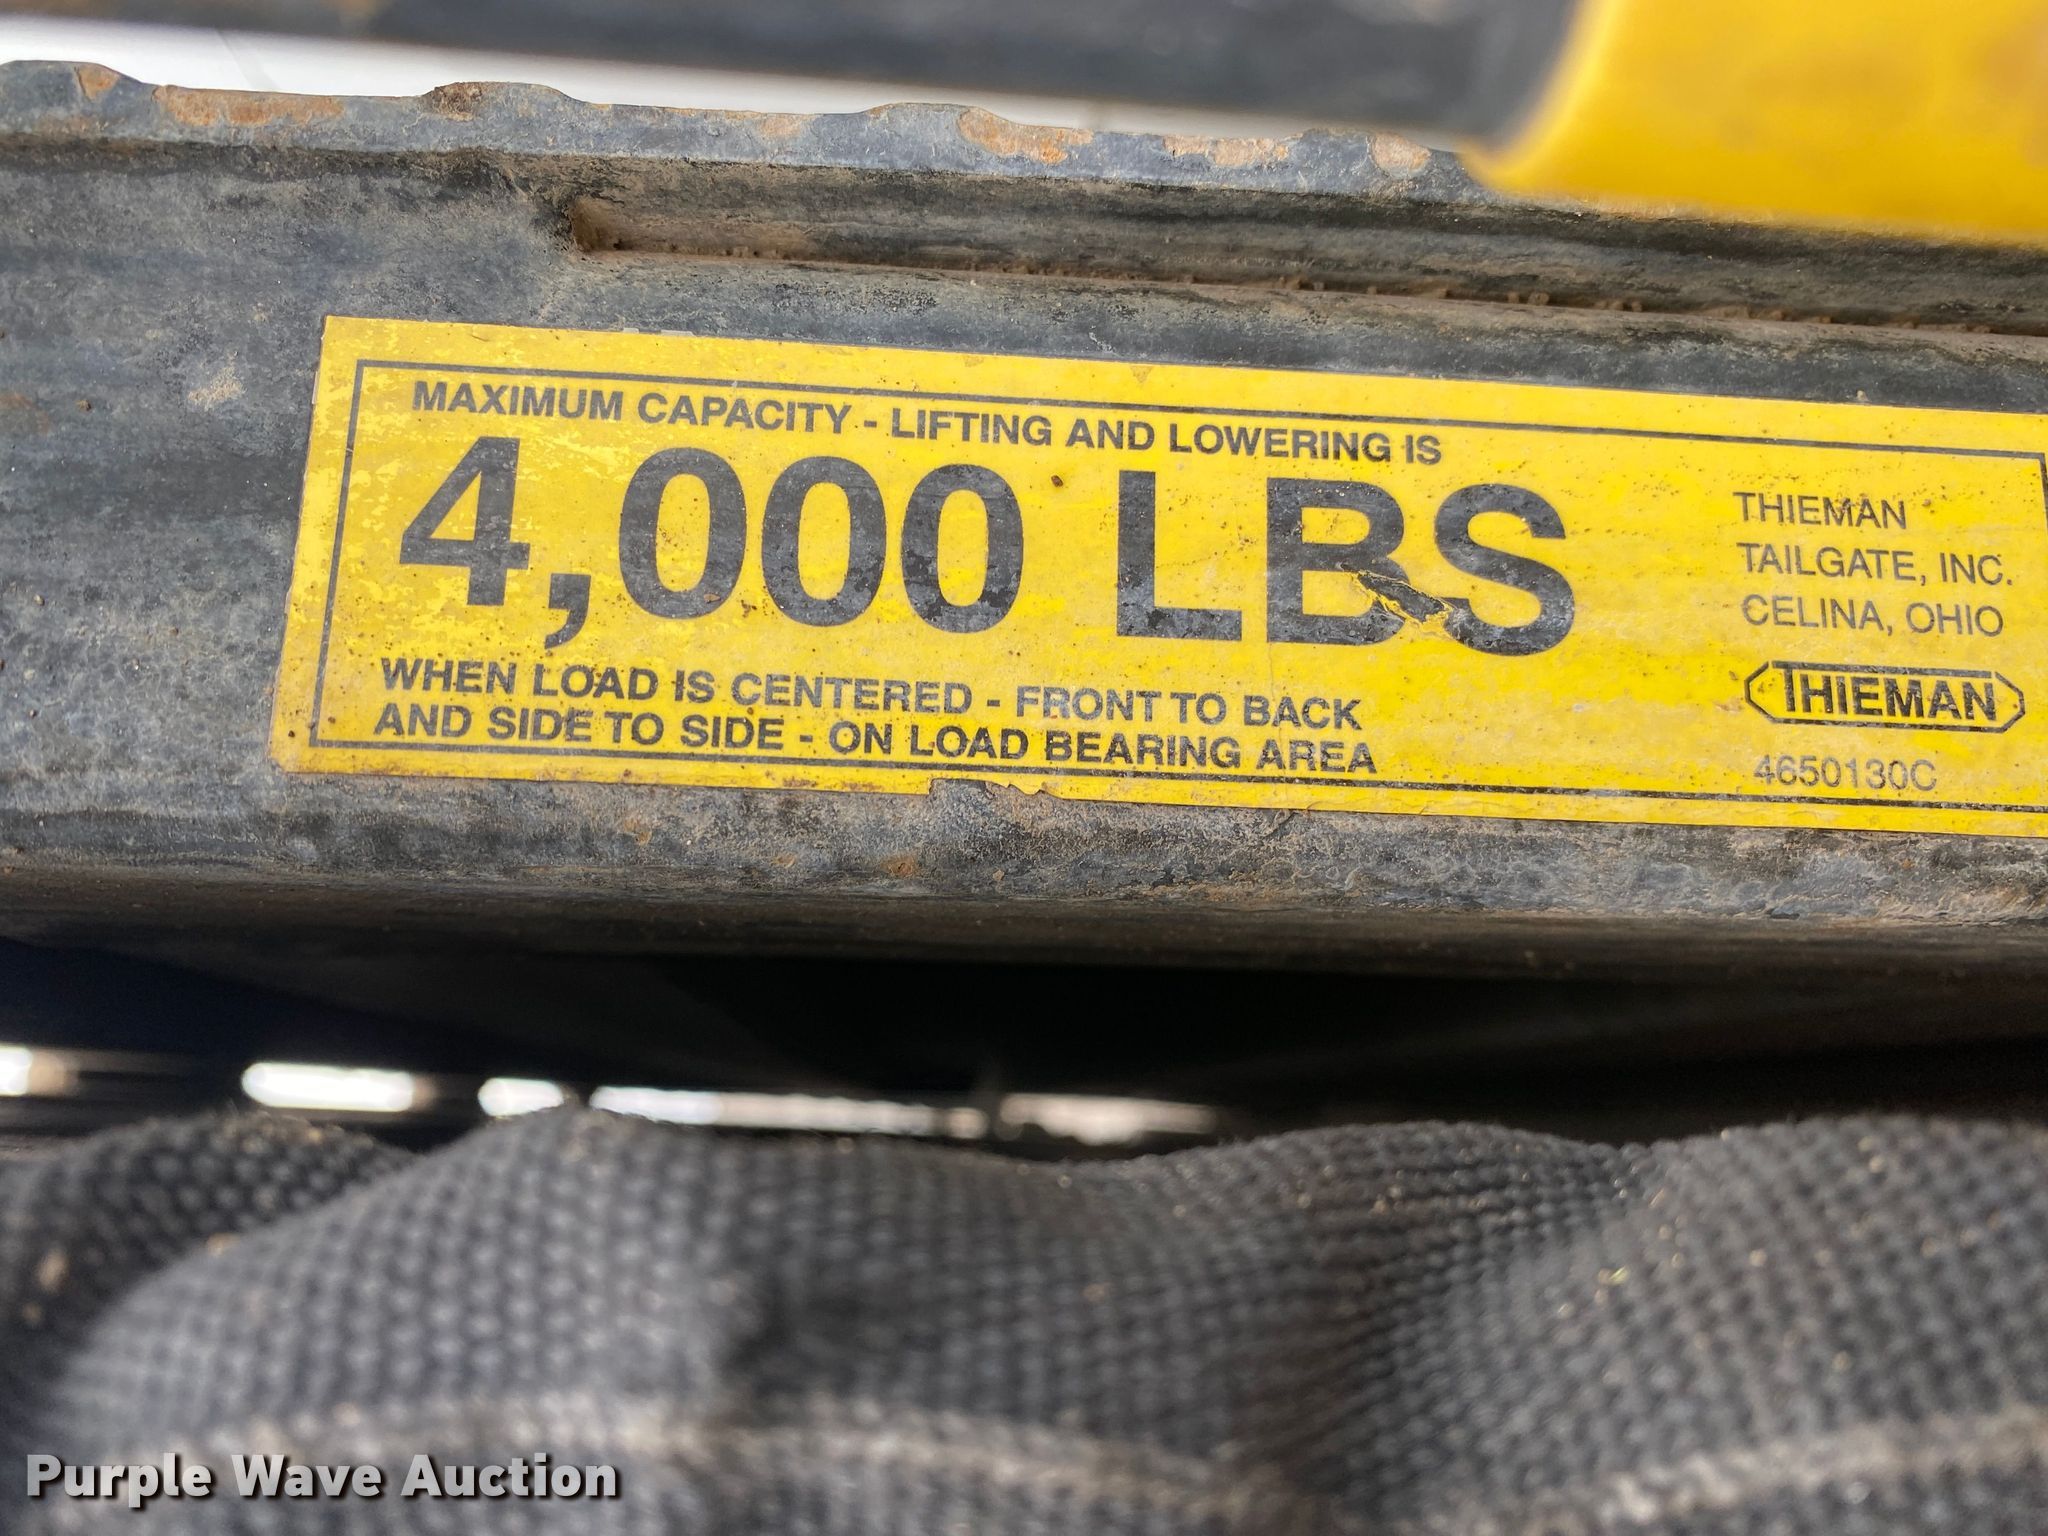 MAXIMUM CAPACITY - LIFTING AND LOWERING IS
4,000 LBS
WHEN LOAD IS CENTERED - FRONT TO BACK
AND SIDE TO SIDE - ON LOAD BEARING AREA
THIEMAN
TAILGATE, INC.
CELINA, OHIO
THIEMAN
4650130C
Purple Wave Auction